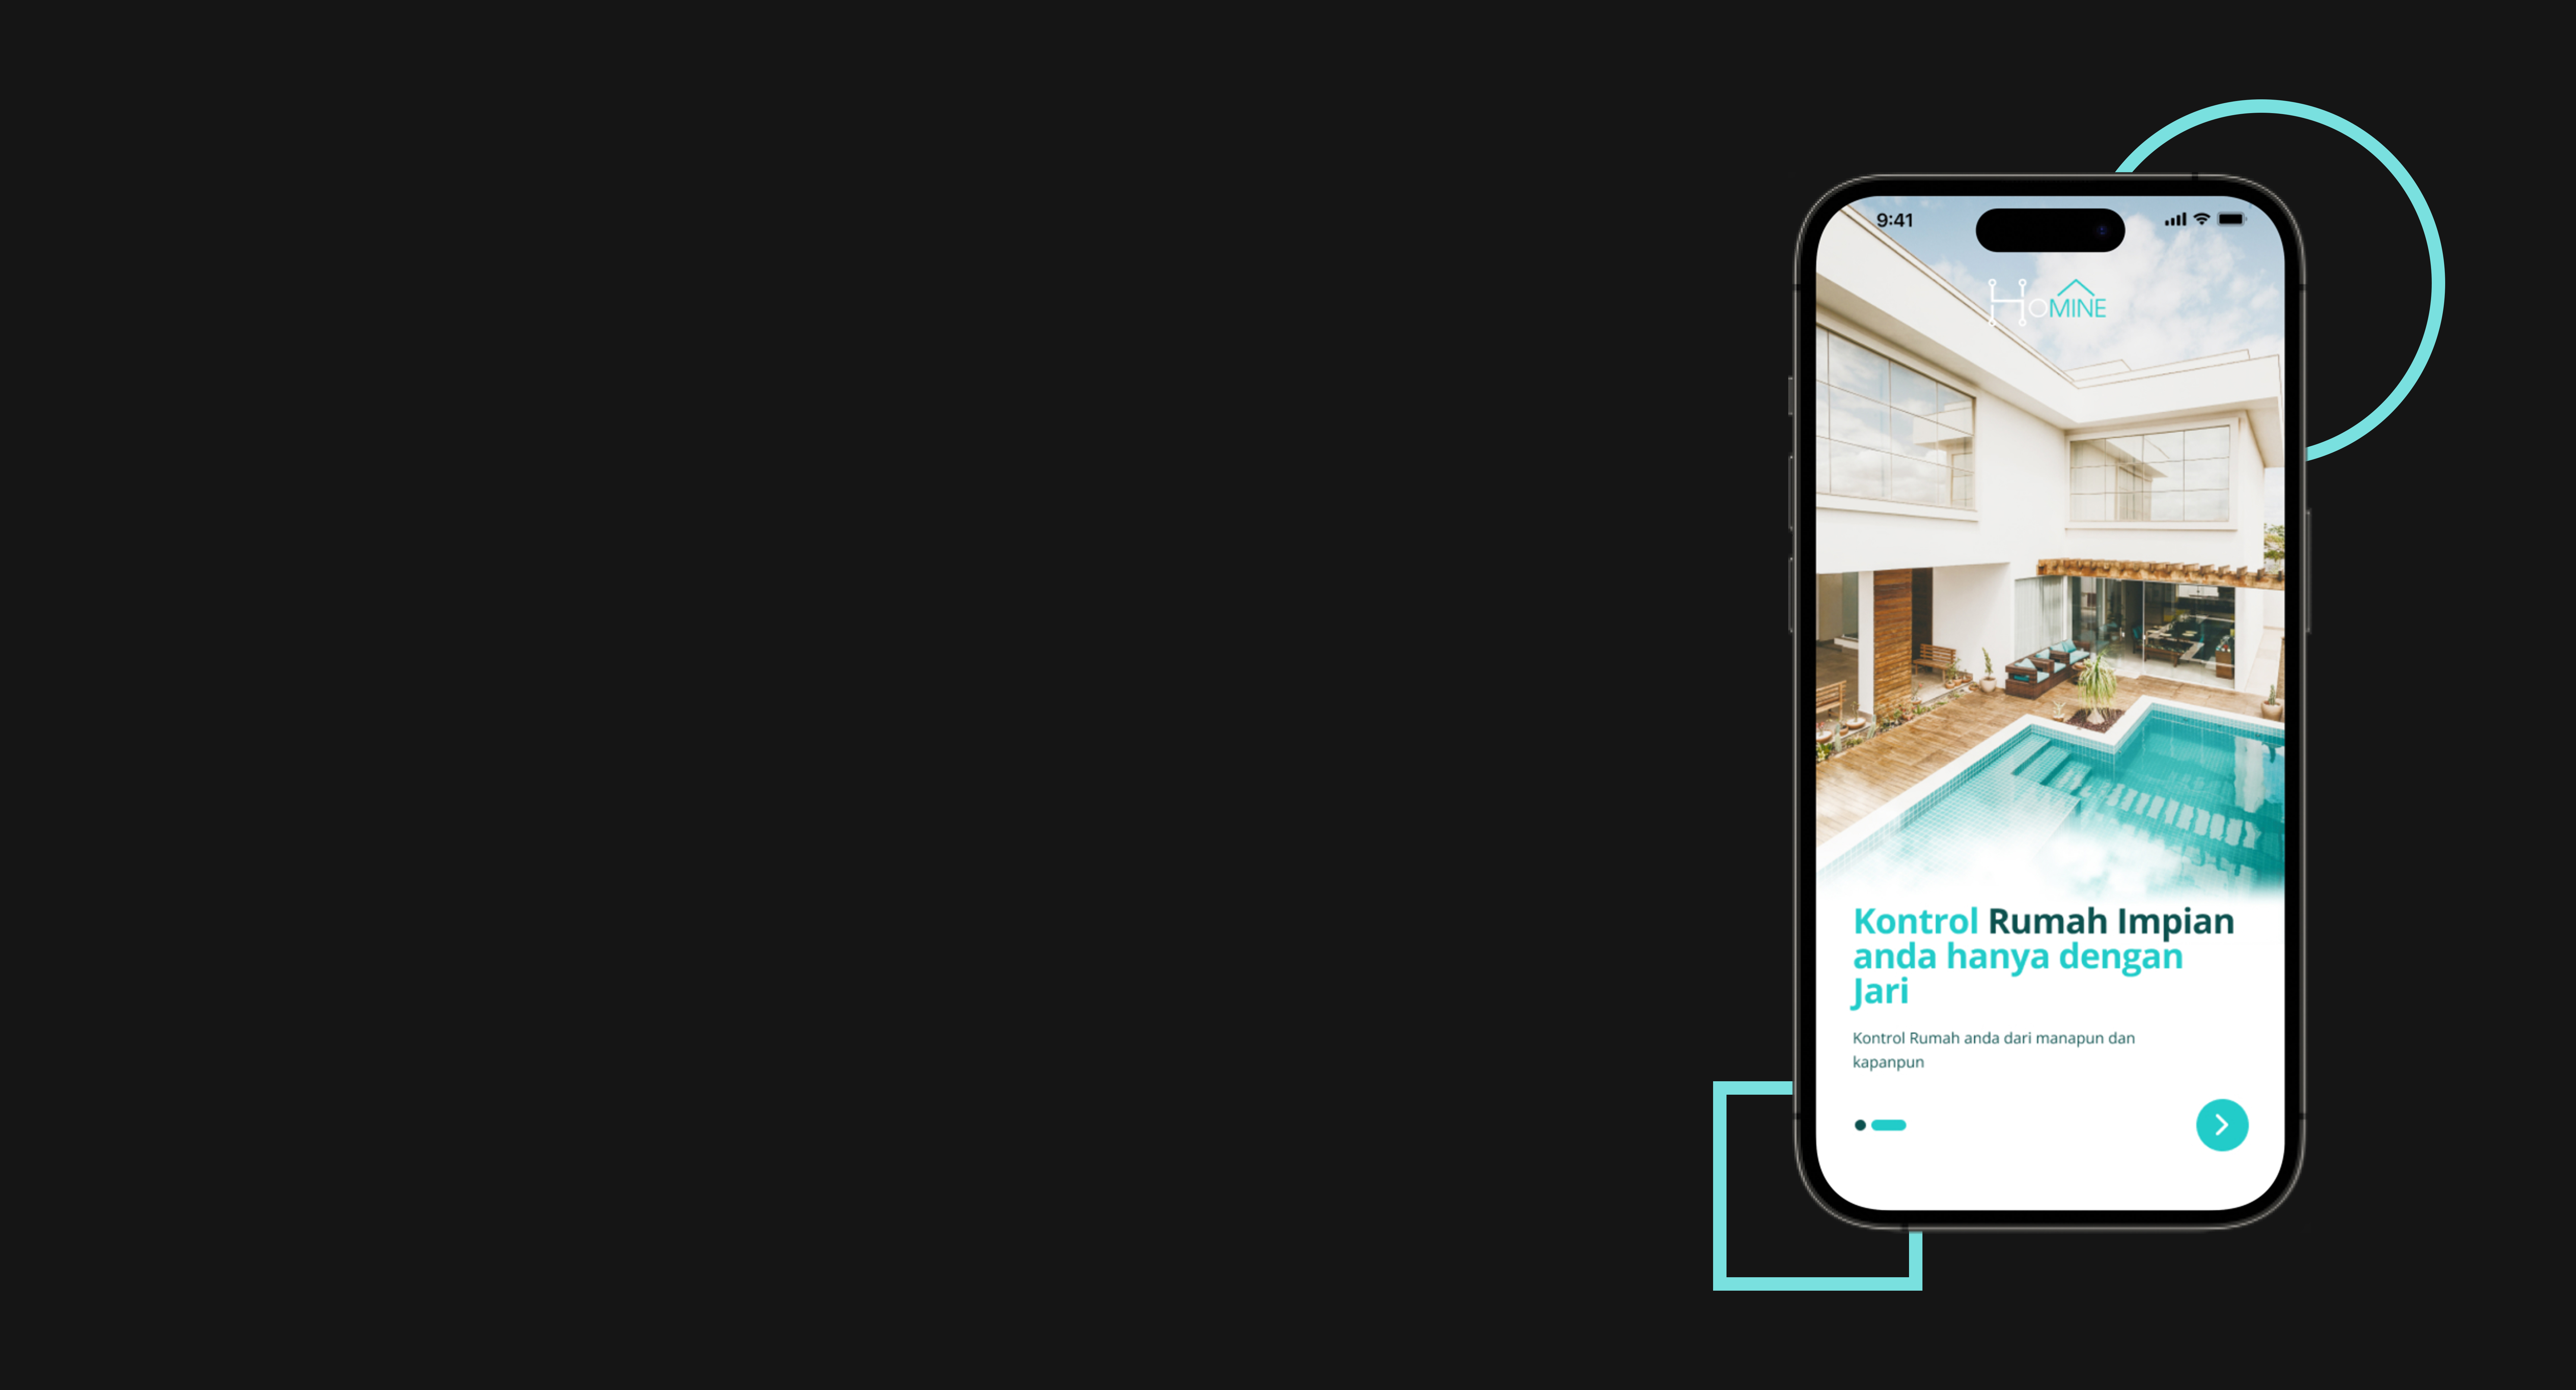 9:41
HoMINE
Kontrol Rumah Impian
anda hanya dengan
Jari
Kontrol Rumah anda dari manapun dan
kapanpun